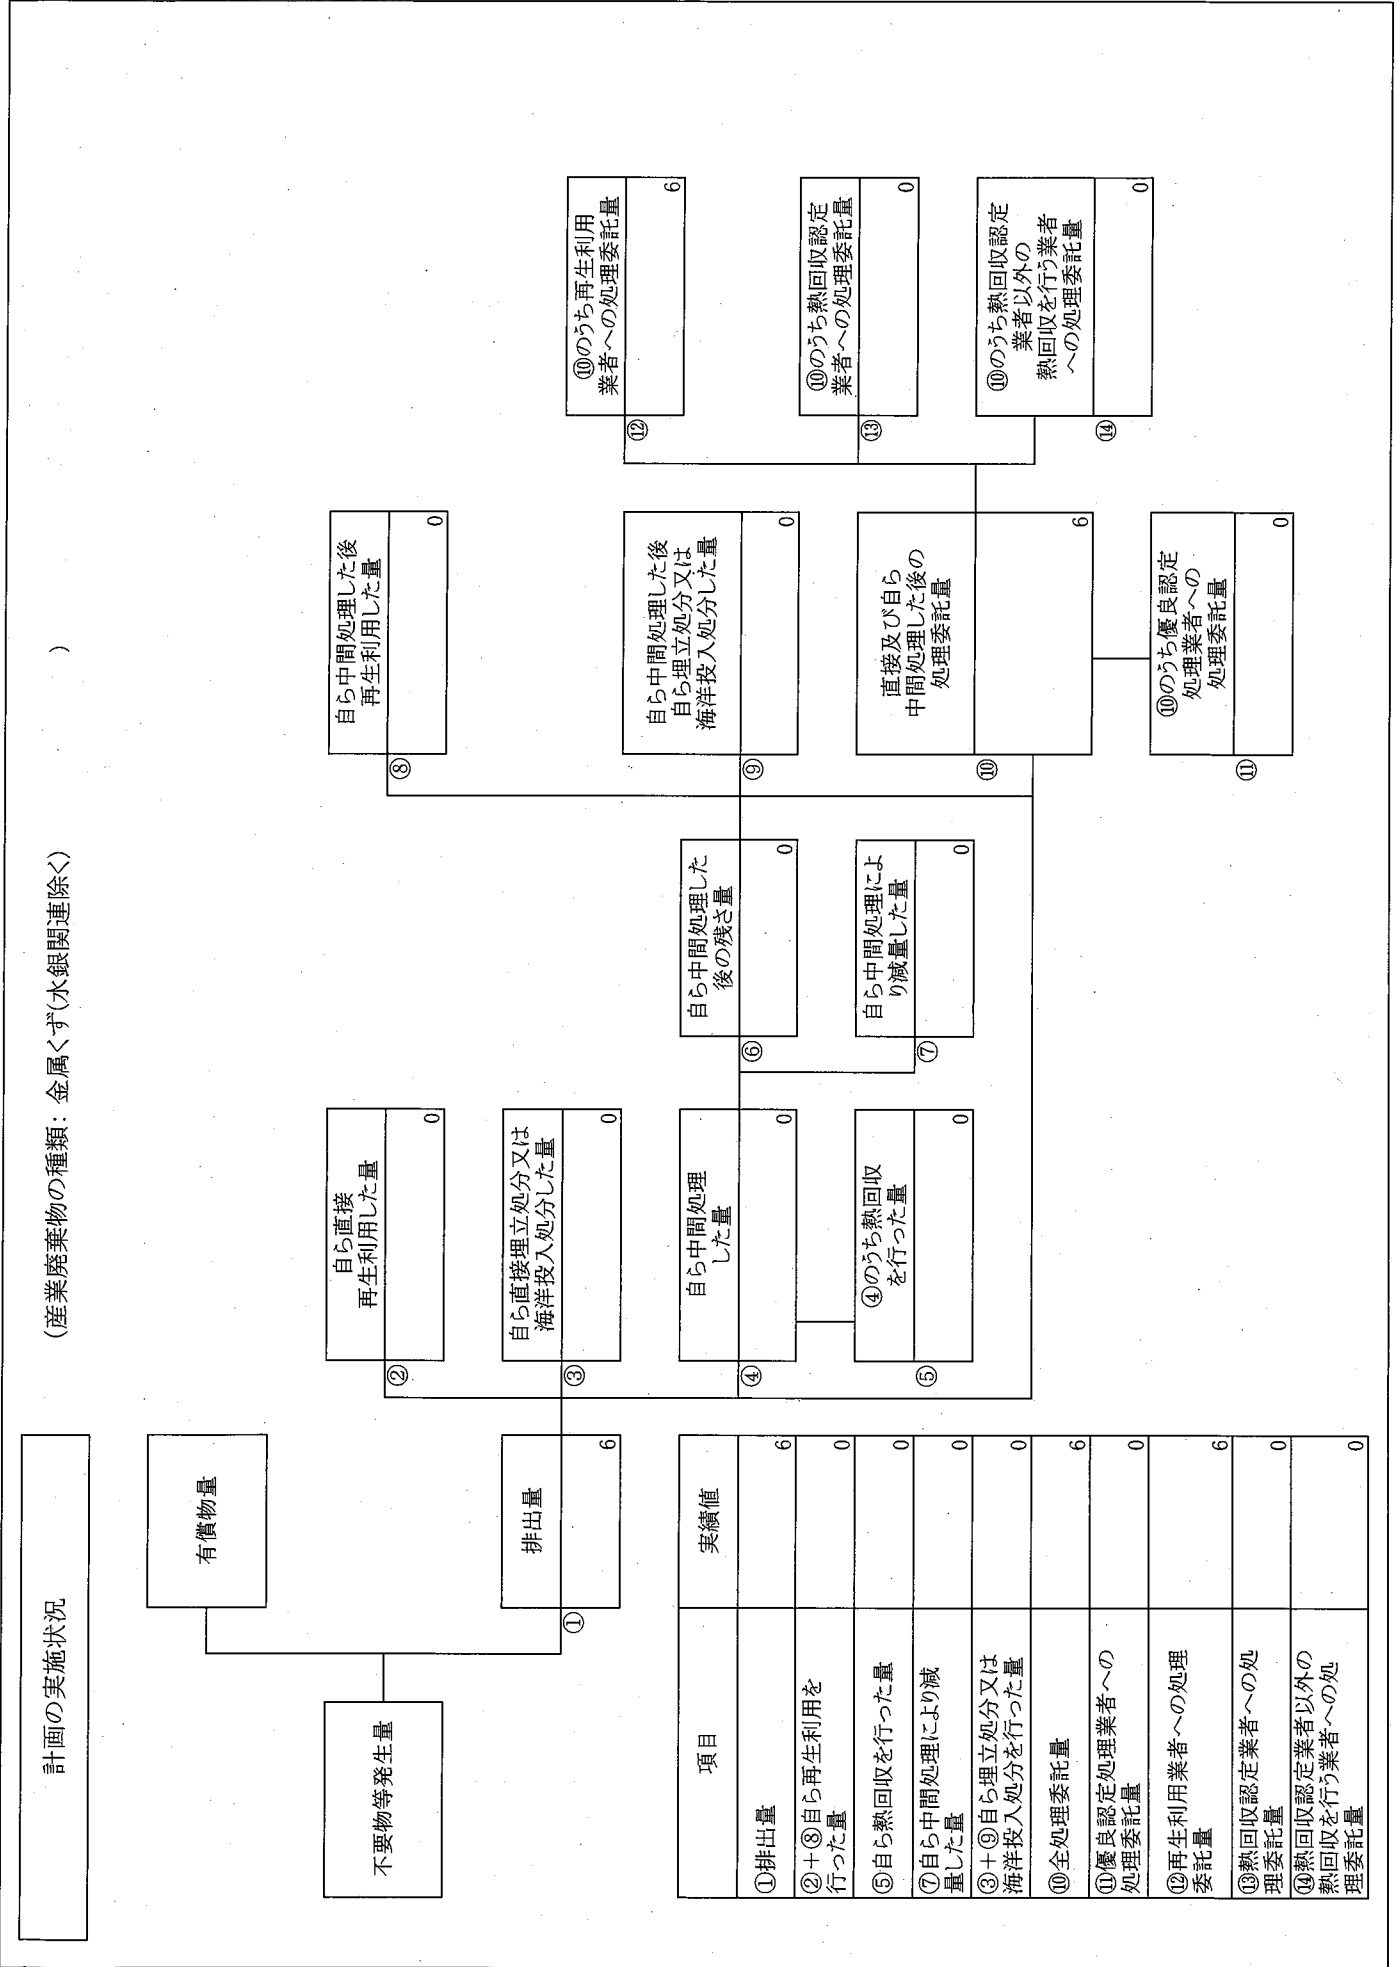 計画の実施状況
(産業廃棄物の種類：金属くず(水銀関連除く)
)
不要物等発生量
有償物量
排出量
①
6
自ら直接
再生利用した量
②
0
自ら直接埋立処分又は
海洋投入処分した量
③
0
自ら中間処理
した量
④
0
④のうち熱回収
を行った量
⑤
0
自ら中間処理した
後の残さ量
⑥
0
自ら中間処理によ
り減量した量
⑦
0
自ら中間処理した後
再生利用した量
⑧
0
自ら中間処理した後
自ら埋立処分又は
海洋投入処分した量
⑨
0
直接及び自ら
中間処理した後の
処理委託量
⑩
6
⑩のうち優良認定
処理業者への
処理委託量
⑪
0
⑩のうち再生利用
業者への処理委託量
⑫
6
⑩のうち熱回収認定
業者への処理委託量
⑬
0
⑩のうち熱回収認定
業者以外の
熱回収を行う業者
への処理委託量
⑭
0
項目 実績値
①排出量 6
②＋⑧自ら再生利用を
行った量 0
⑤自ら熱回収を行った量 0
⑦自ら中間処理により減
量した量 0
③＋⑨自ら埋立処分又は
海洋投入処分を行った量 0
⑩全処理委託量 6
⑪優良認定処理業者への
処理委託量 0
⑫再生利用業者への処理
委託量 6
⑬熱回収認定業者への処
理委託量 0
⑭熱回収認定業者以外の
熱回収を行う業者への処
理委託量 0